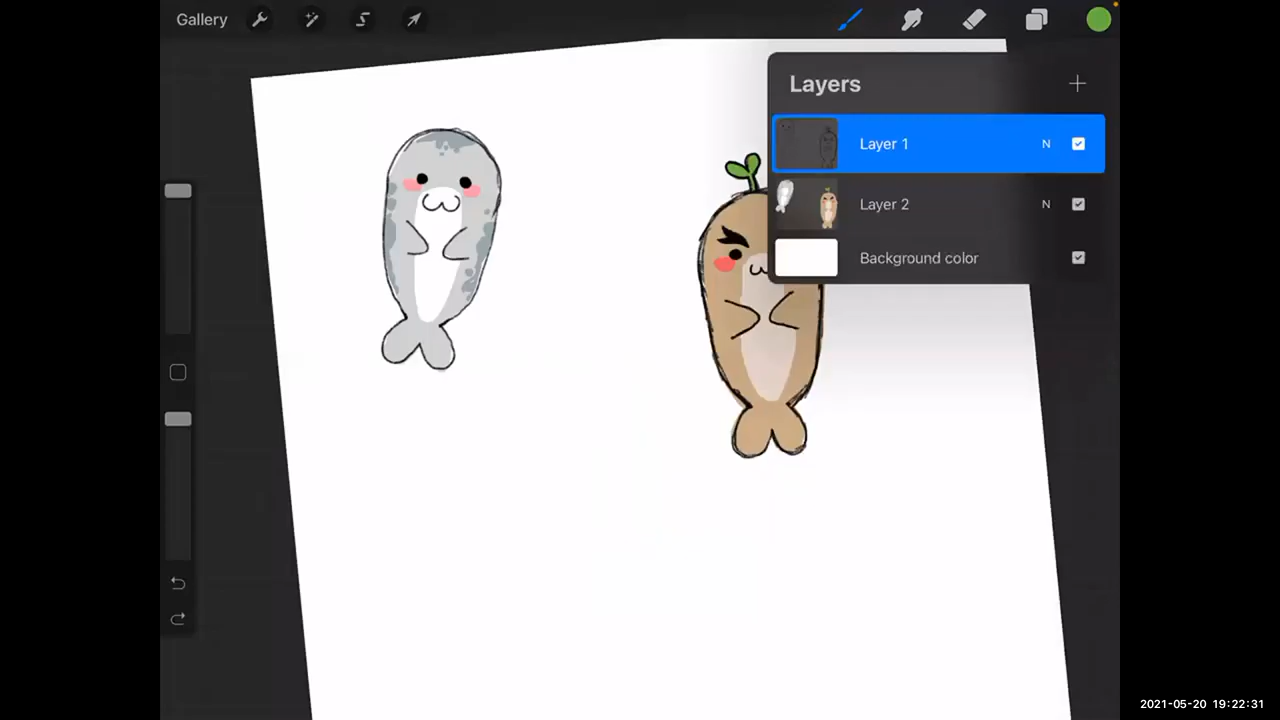 Gallery
Layers
Layer 1 N
Layer 2 N
Background color
2021-05-20 19:22:31